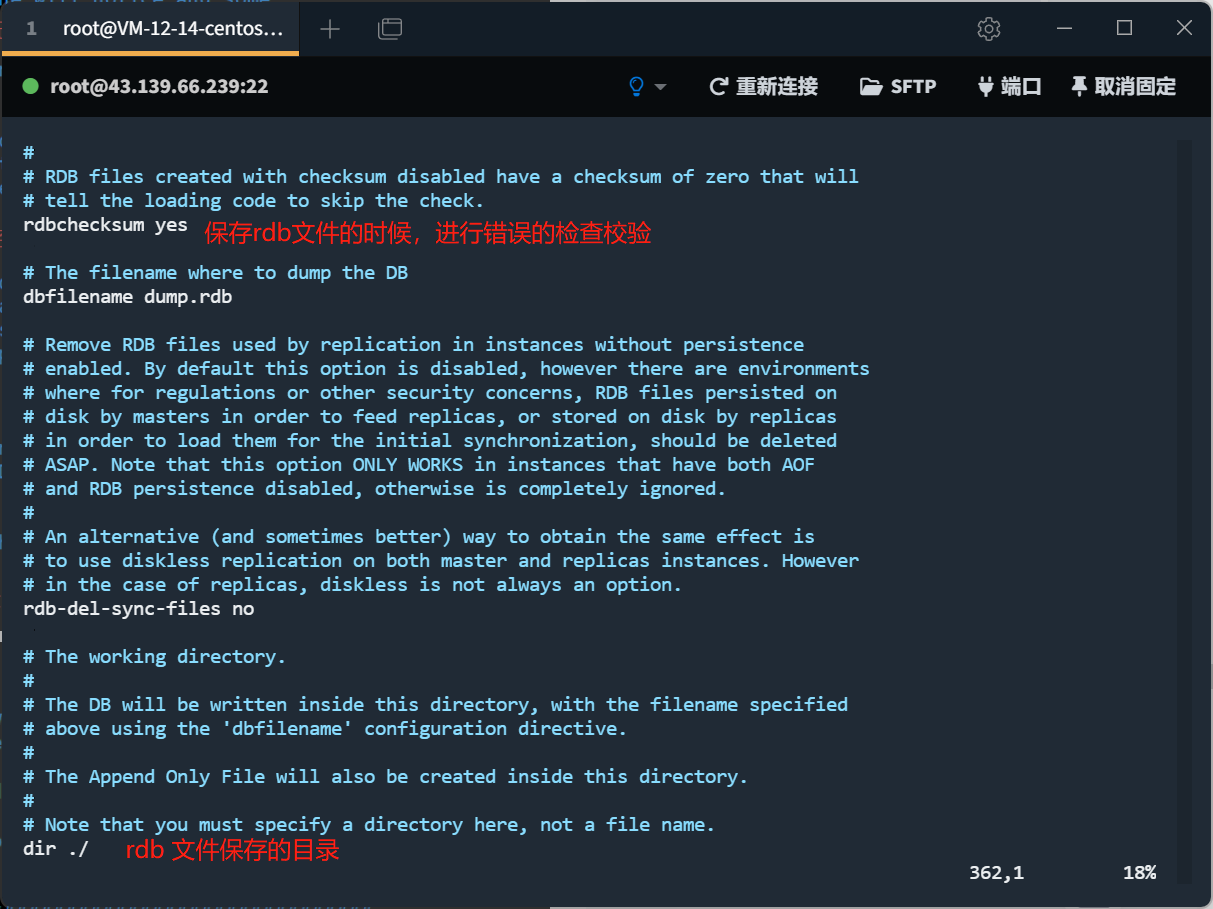 1 root@VM-12-14-centos...
root@43.139.66.239:22 重新连接 SFTP 端口 取消固定
#
# RDB files created with checksum disabled have a checksum of zero that will
# tell the loading code to skip the check.
rdbchecksum yes 保存rdb文件的时候，进行错误的检查校验
# The filename where to dump the DB
dbfilename dump.rdb
# Remove RDB files used by replication in instances without persistence
# enabled. By default this option is disabled, however there are environments
# where for regulations or other security concerns, RDB files persisted on
# disk by masters in order to feed replicas, or stored on disk by replicas
# in order to load them for the initial synchronization, should be deleted
# ASAP. Note that this option ONLY WORKS in instances that have both AOF
# and RDB persistence disabled, otherwise is completely ignored.
#
# An alternative (and sometimes better) way to obtain the same effect is
# to use diskless replication on both master and replicas instances. However
# in the case of replicas, diskless is not always an option.
rdb-del-sync-files no
# The working directory.
#
# The DB will be written inside this directory, with the filename specified
# above using the 'dbfilename' configuration directive.
#
# The Append Only File will also be created inside this directory.
#
# Note that you must specify a directory here, not a file name.
dir ./ rdb 文件保存的目录
362,1 18%